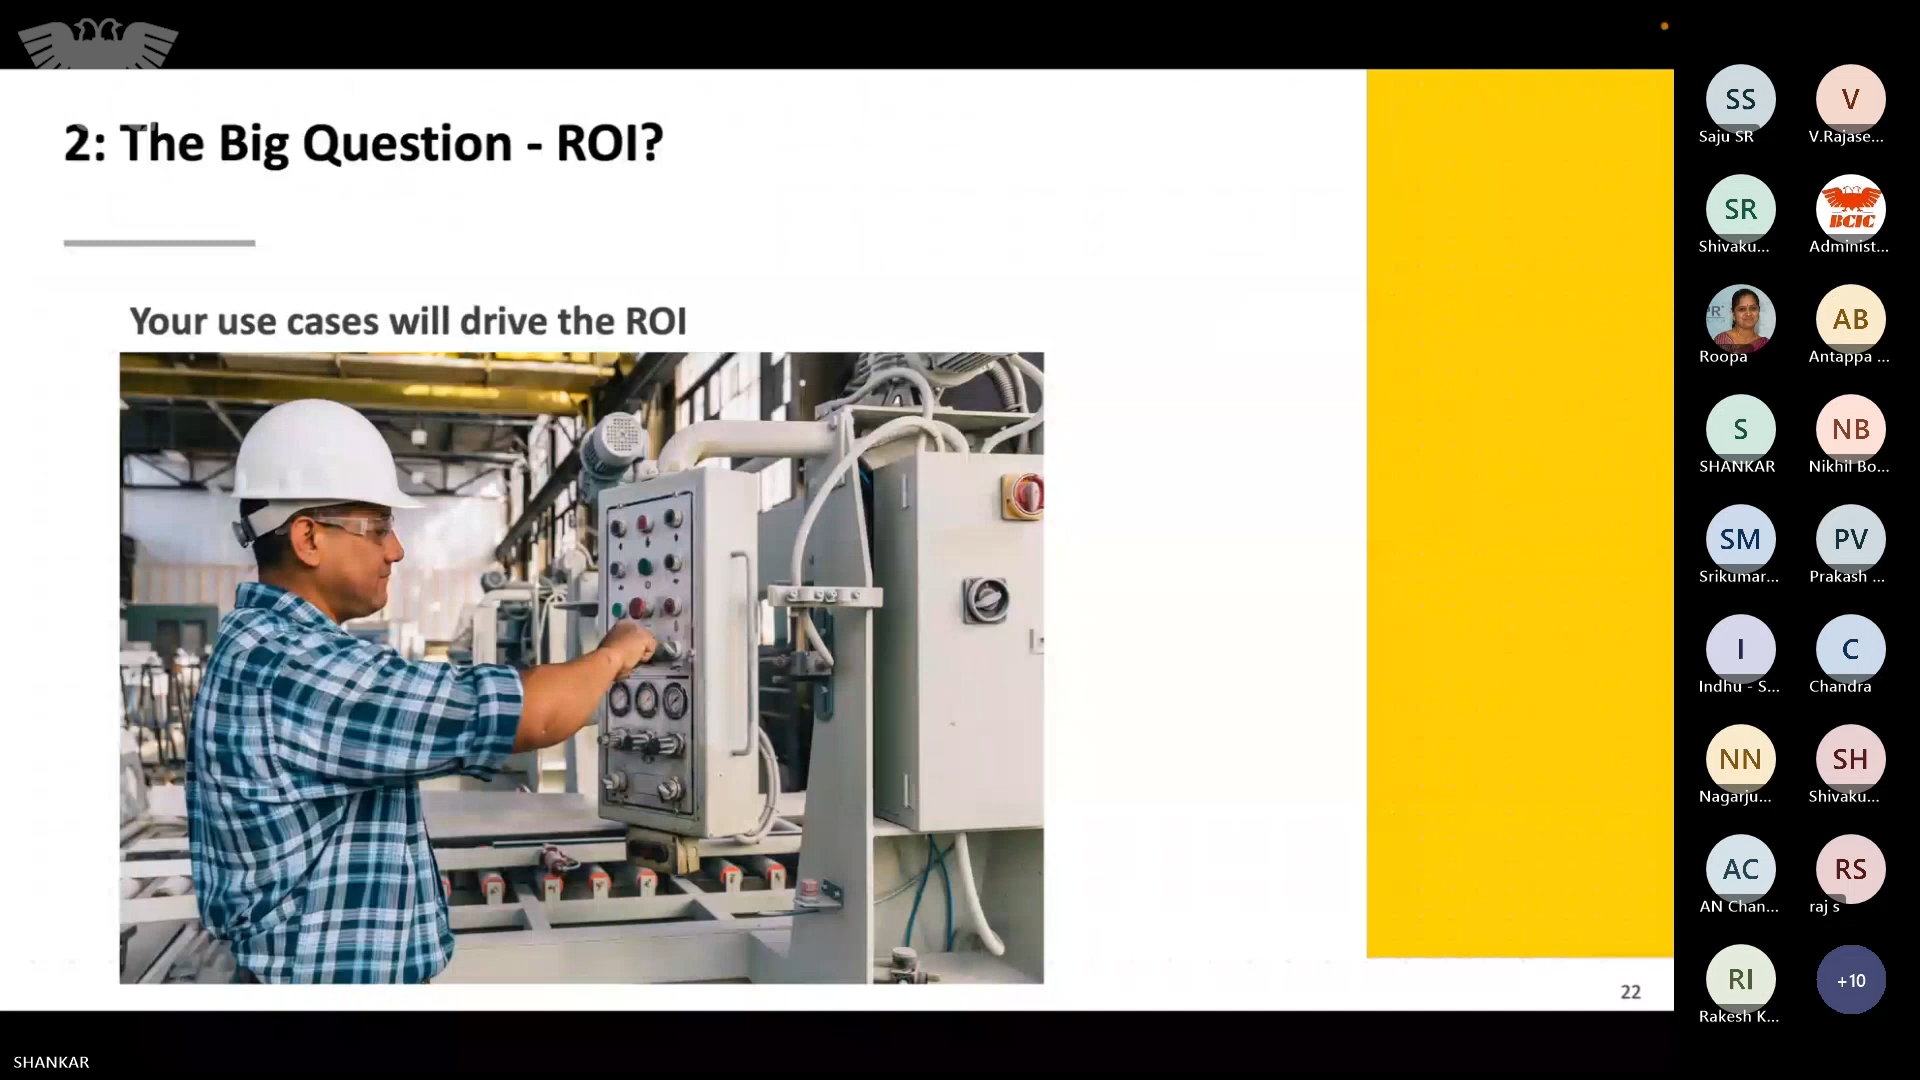 2: The Big Question - ROI?
Your use cases will drive the ROI
22
SHANKAR
SS
Saju SR
V
V.Rajase...
SR
Shivaku...
BCIC
Administ...
Roopa
AB
Antappa ...
S
SHANKAR
NB
Nikhil Bo...
SM
Srikumar...
PV
Prakash ...
I
Indhu - S...
C
Chandra
NN
Nagarju...
SH
Shivaku...
AC
AN Chan...
RS
raj s
RI
Rakesh K...
+10